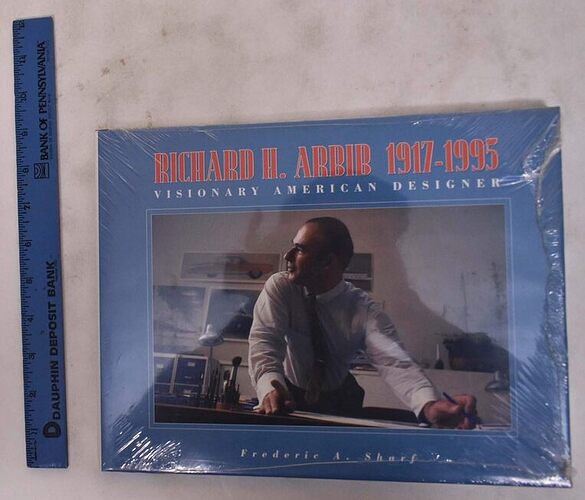 RICHARD H. ARBIB 1917-1995
VISIONARY AMERICAN DESIGNER
Frederic A. Sharf
BANK OF PENNSYLVANIA
DAUPHIN DEPOSIT BANK